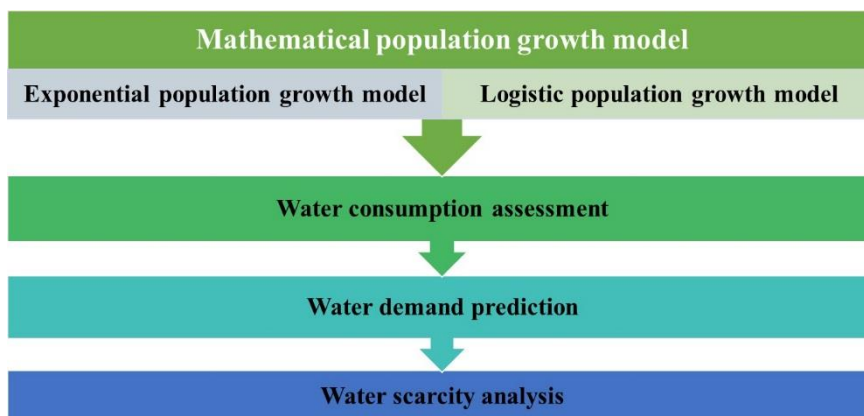 Mathematical population growth model
Exponential population growth model
Logistic population growth model
Water consumption assessment
Water demand prediction
Water scarcity analysis